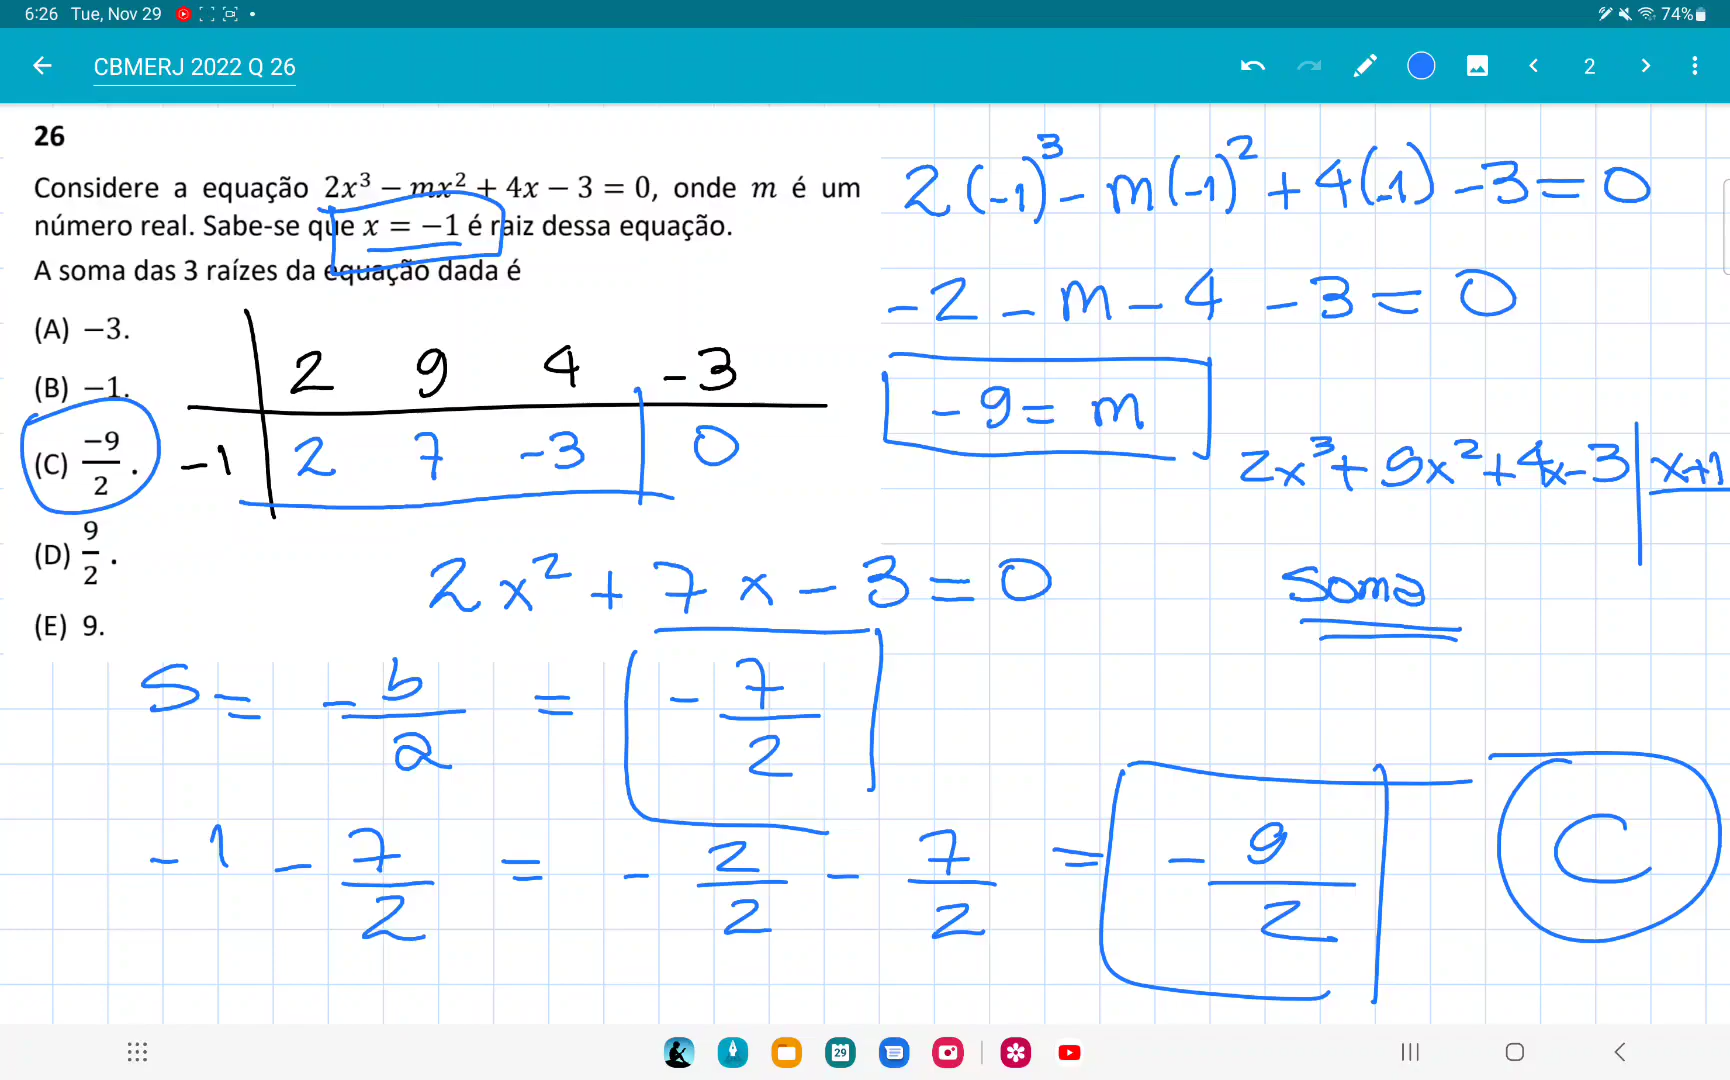 6:26 Tue, Nov 29
74%
CBMERJ 2022 Q 26
2
26
Considere a equação 2x³ − mx² + 4x − 3 = 0, onde m é um
número real. Sabe-se que x = −1 é raiz dessa equação.
A soma das 3 raízes da equação dada é
(A) −3.
(B) −1.
(C) −9/2 .
(D) 9/2 .
(E) 9.
2 9 4 -3
-1 2 7 -3 0
2(-1)³ - m(-1)² + 4(-1) - 3 = 0
-2 - m - 4 - 3 = 0
-9 = m
2x³ + 9x² + 4x - 3 | x+1
2x² + 7x - 3 = 0
Soma
S = -b/a = -7/2
-1 - 7/2 = -2/2 - 7/2 = -9/2
C
29